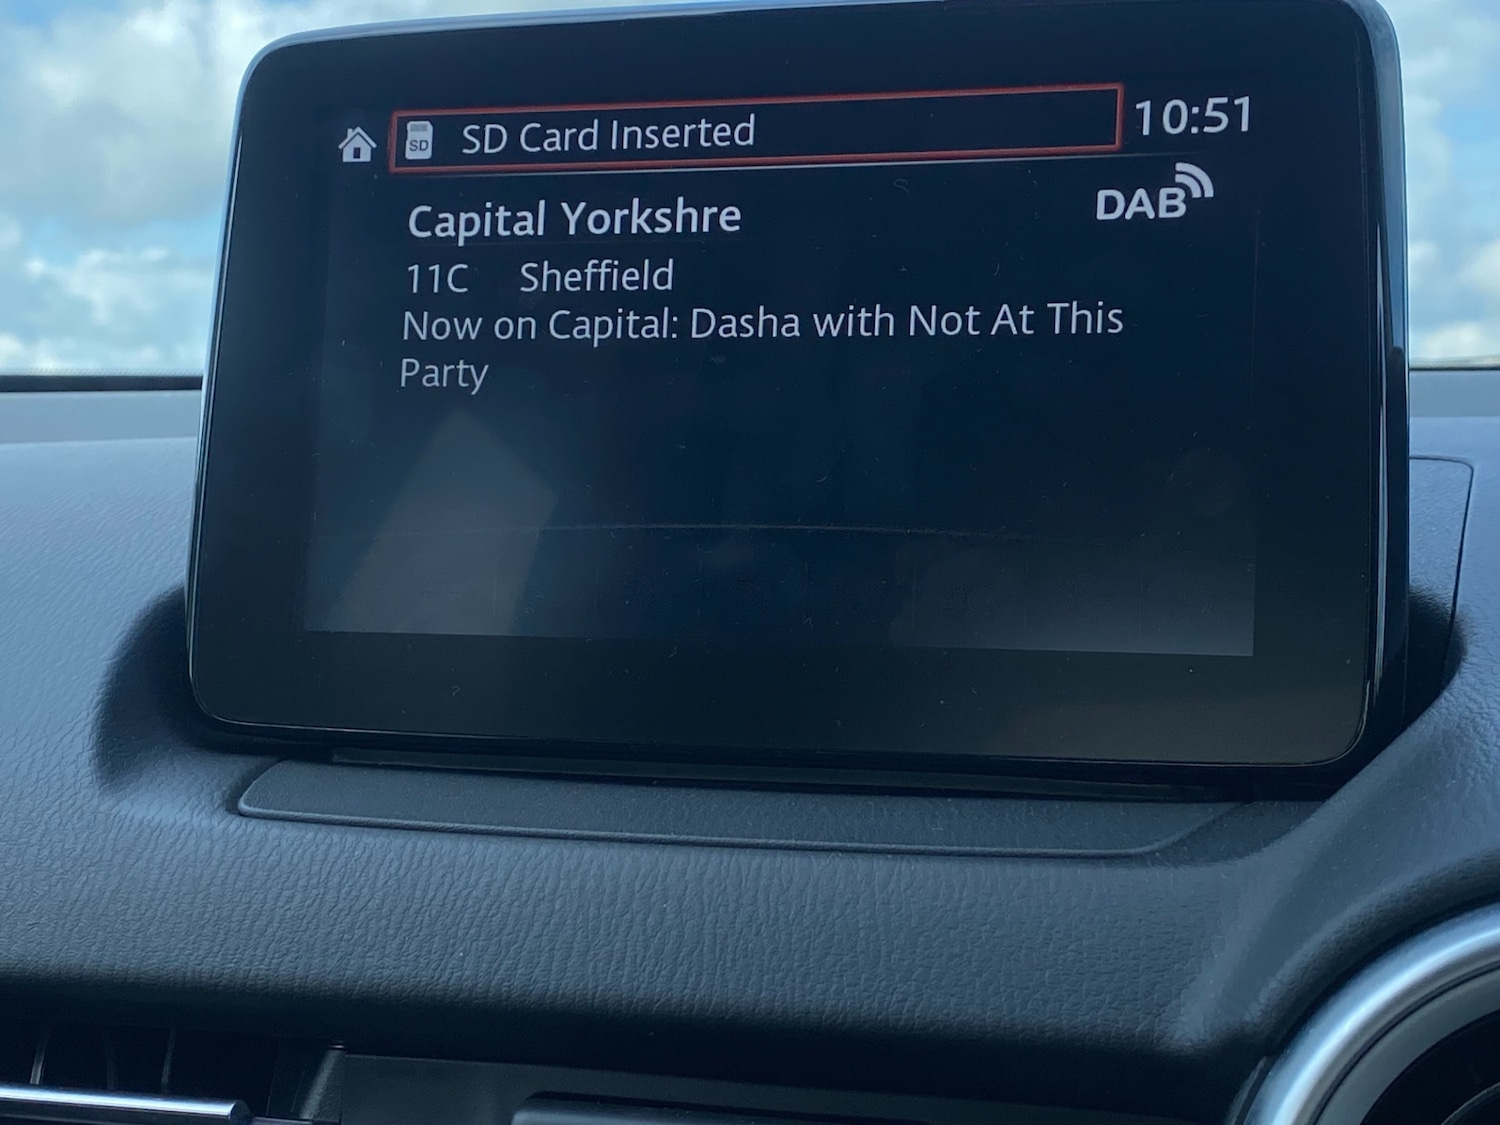 SD SD Card Inserted 10:51
Capital Yorkshre DAB
11C Sheffield
Now on Capital: Dasha with Not At This
Party